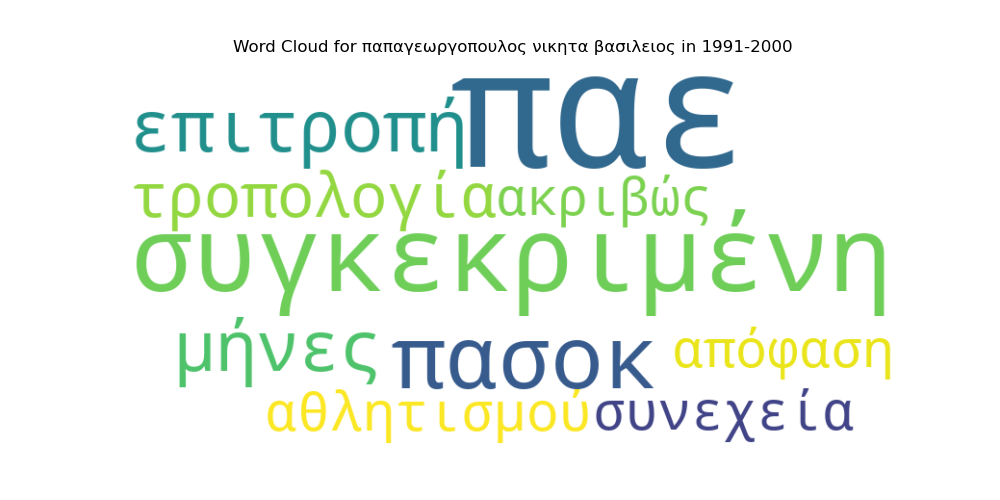 Word Cloud for παπαγεωργοπουλος νικητα βασιλειος in 1991-2000
παε
επιτροπή
τροπολογία ακριβώς
συγκεκριμένη
μήνες πασοκ απόφαση
αθλητισμού συνεχεία